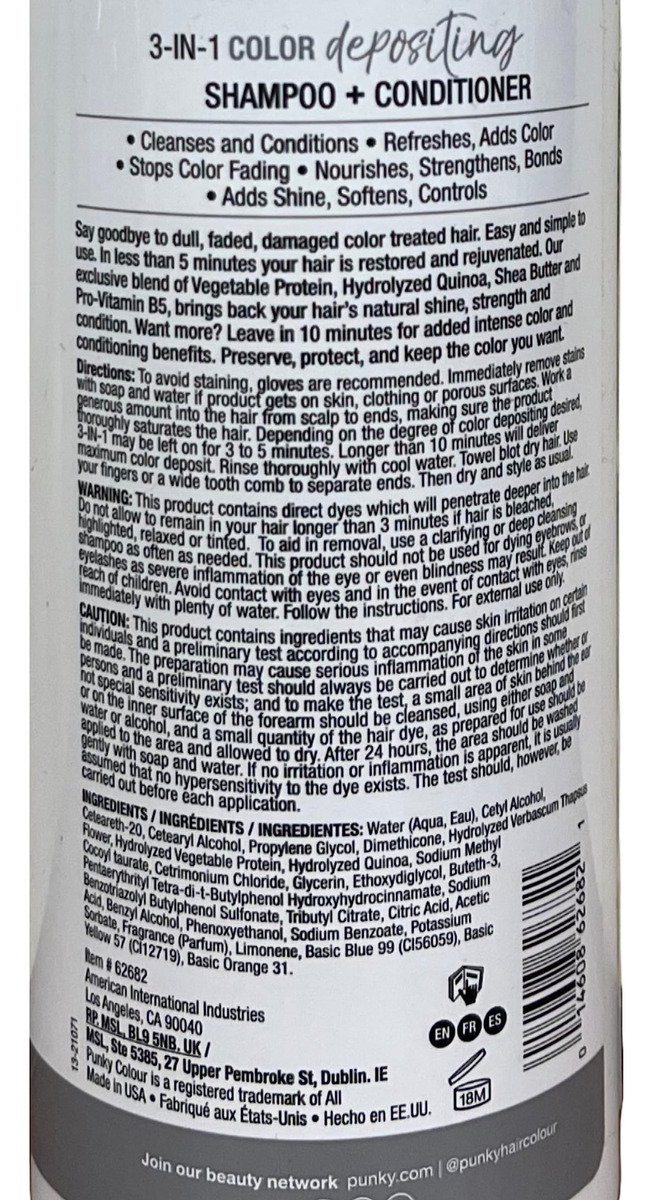 3-IN-1 COLOR depositing
SHAMPOO + CONDITIONER
• Cleanses and Conditions • Refreshes, Adds Color
• Stops Color Fading • Nourishes, Strengthens, Bonds
• Adds Shine, Softens, Controls
Say goodbye to dull, faded, damaged color treated hair. Easy and simple to
use. In less than 5 minutes your hair is restored and rejuvenated. Our
exclusive blend of Vegetable Protein, Hydrolyzed Quinoa, Shea Butter and
Pro-Vitamin B5, brings back your hair's natural shine, strength and
condition. Want more? Leave in 10 minutes for added intense color and
conditioning benefits. Preserve, protect, and keep the color you want.
Directions: To avoid staining, gloves are recommended. Immediately remove stains
with soap and water if product gets on skin, clothing or porous surfaces. Work a
generous amount into the hair from scalp to ends, making sure the product
thoroughly saturates the hair. Depending on the degree of color depositing desired,
3-IN-1 may be left on for 3 to 5 minutes. Longer than 10 minutes will deliver
maximum color deposit. Rinse thoroughly with cool water. Towel blot dry hair. Use
your fingers or a wide tooth comb to separate ends. Then dry and style as usual.
WARNING: This product contains direct dyes which will penetrate deeper into the hair.
Do not allow to remain in your hair longer than 3 minutes if hair is bleached,
highlighted, relaxed or tinted. To aid in removal, use a clarifying or deep cleansing
shampoo as often as needed. This product should not be used for dying eyebrows, or
eyelashes as severe inflammation of the eye or even blindness may result. Keep out of
reach of children. Avoid contact with eyes and in the event of contact with eyes, rinse
immediately with plenty of water. Follow the instructions. For external use only.
CAUTION: This product contains ingredients that may cause skin irritation on certain
individuals and a preliminary test according to accompanying directions should first
be made. The preparation may cause serious inflammation of the skin in some
persons and a preliminary test should always be carried out to determine whether or
not special sensitivity exists; and to make the test, a small area of skin behind the ear
or on the inner surface of the forearm should be cleansed, using either soap and
water or alcohol, and a small quantity of the hair dye, as prepared for use should be
applied to the area and allowed to dry. After 24 hours, the area should be washed
gently with soap and water. If no irritation or inflammation is apparent, it is usually
assumed that no hypersensitivity to the dye exists. The test should, however, be
carried out before each application.
INGREDIENTS / INGRÉDIENTS / INGREDIENTES: Water (Aqua, Eau), Cetyl Alcohol,
Ceteareth-20, Cetearyl Alcohol, Propylene Glycol, Dimethicone, Hydrolyzed Verbascum Thapsus
Flower, Hydrolyzed Vegetable Protein, Hydrolyzed Quinoa, Sodium Methyl
Cocoyl taurate, Cetrimonium Chloride, Glycerin, Ethoxydiglycol, Buteth-3,
Pentaerythrityl Tetra-di-t-Butylphenol Hydroxyhydrocinnamate, Sodium
Benzotriazolyl Butylphenol Sulfonate, Tributyl Citrate, Citric Acid, Acetic
Acid, Benzyl Alcohol, Phenoxyethanol, Sodium Benzoate, Potassium
Sorbate, Fragrance (Parfum), Limonene, Basic Blue 99 (CI56059), Basic
Yellow 57 (CI12719), Basic Orange 31.
Item # 62682
American International Industries
Los Angeles, CA 90040
RP. MSL, BL9 5NB. UK /
MSL, Ste 5385, 27 Upper Pembroke St, Dublin. IE
Punky Colour is a registered trademark of AII
Made in USA • Fabriqué aux États-Unis • Hecho en EE.UU.
13-21071
EN FR ES
18M
0 14608 62682 1
Join our beauty network punky.com | @punkyhaircolour